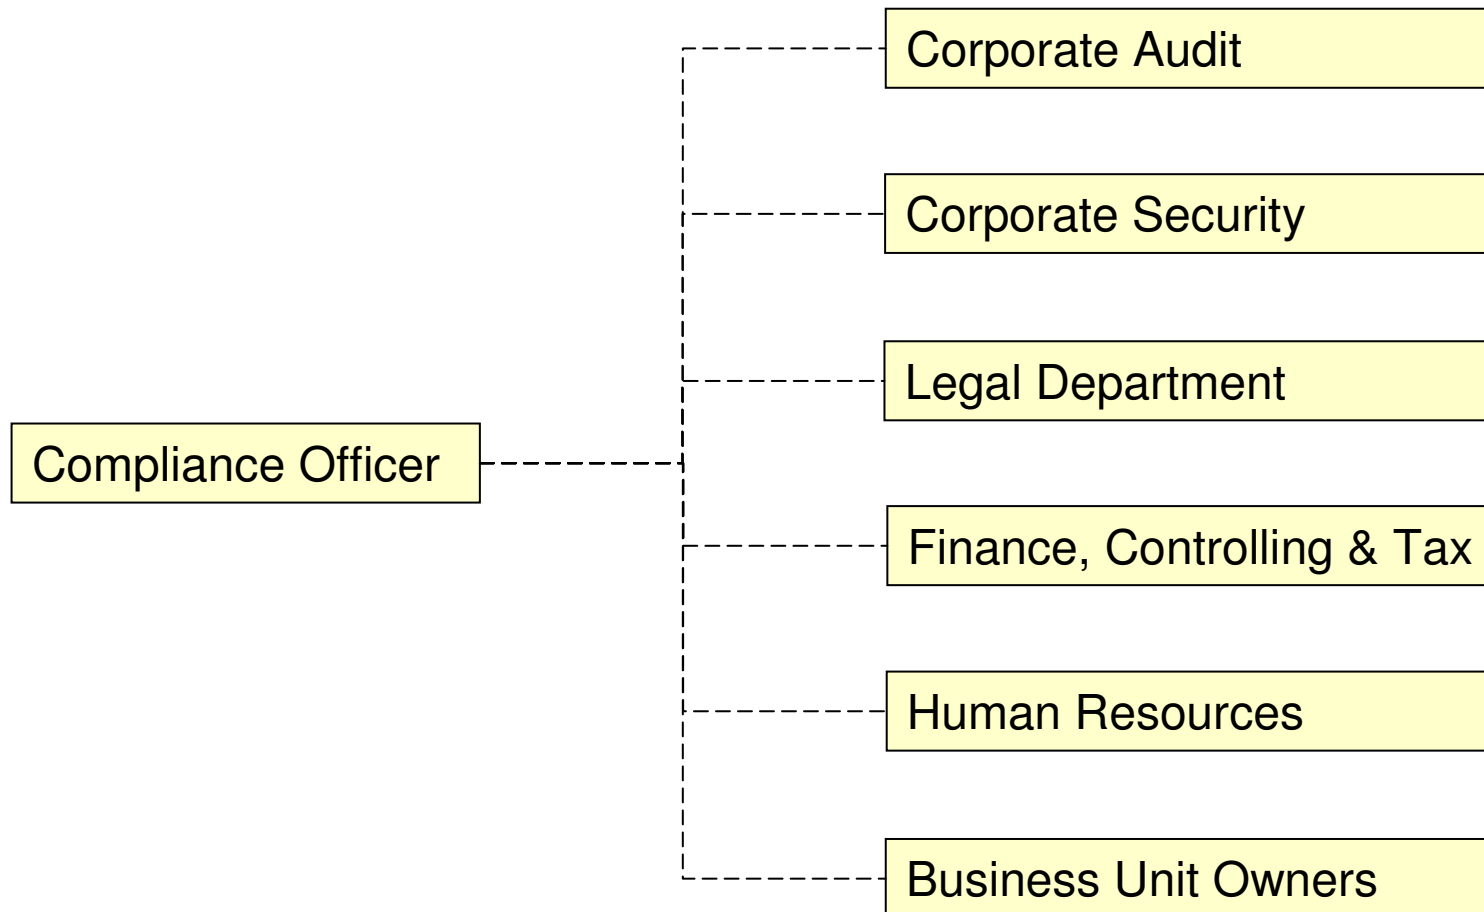 Corporate Audit
Corporate Security
Legal Department
Compliance Officer
Finance, Controlling & Tax
Human Resources
Business Unit Owners